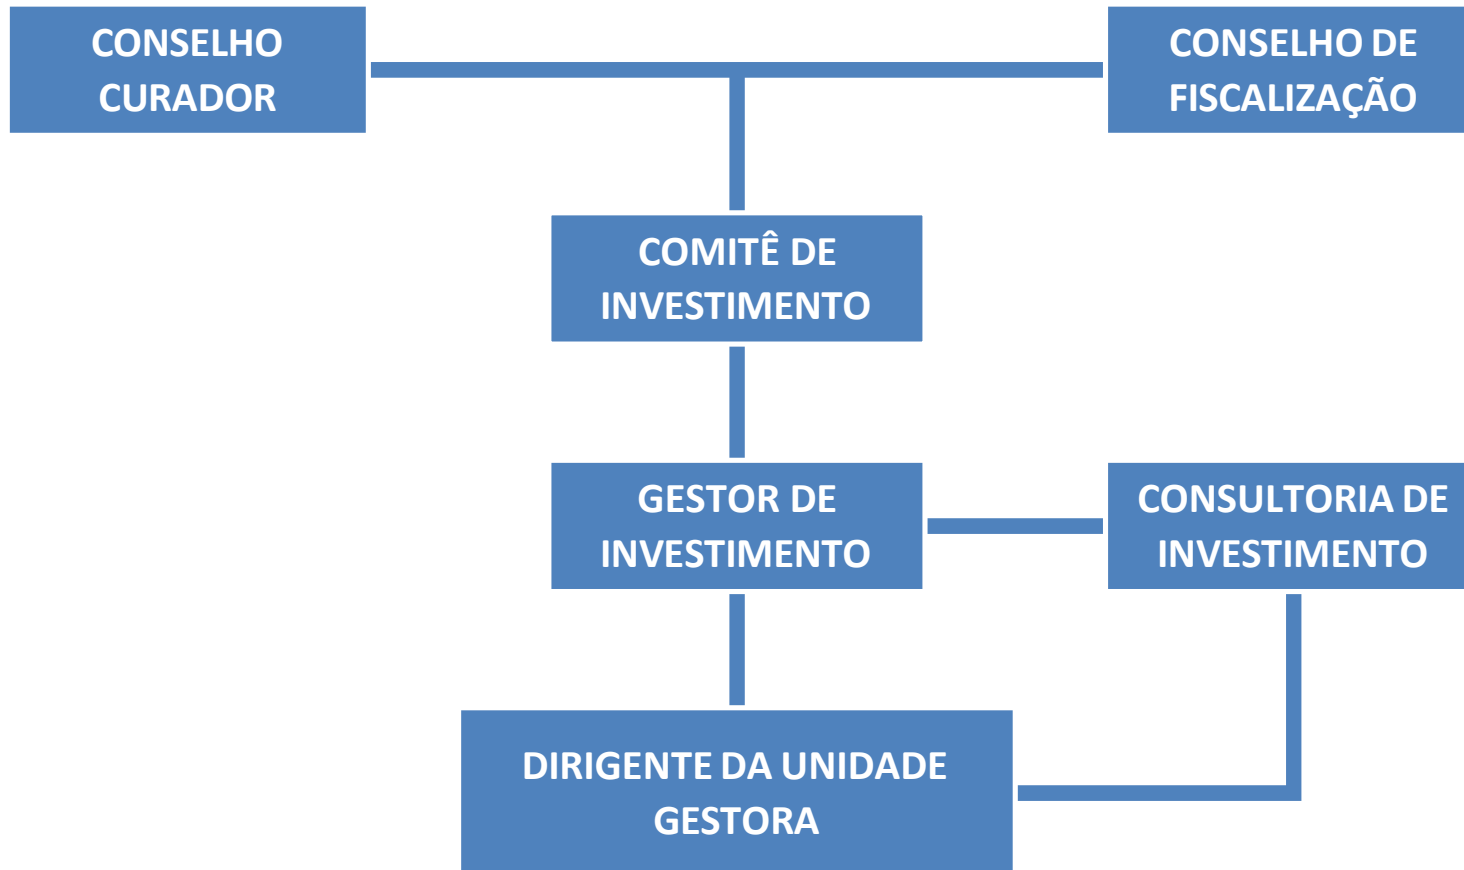 CONSELHO
CURADOR
CONSELHO DE
FISCALIZAÇÃO
COMITÊ DE
INVESTIMENTO
GESTOR DE
INVESTIMENTO
CONSULTORIA DE
INVESTIMENTO
DIRIGENTE DA UNIDADE
GESTORA